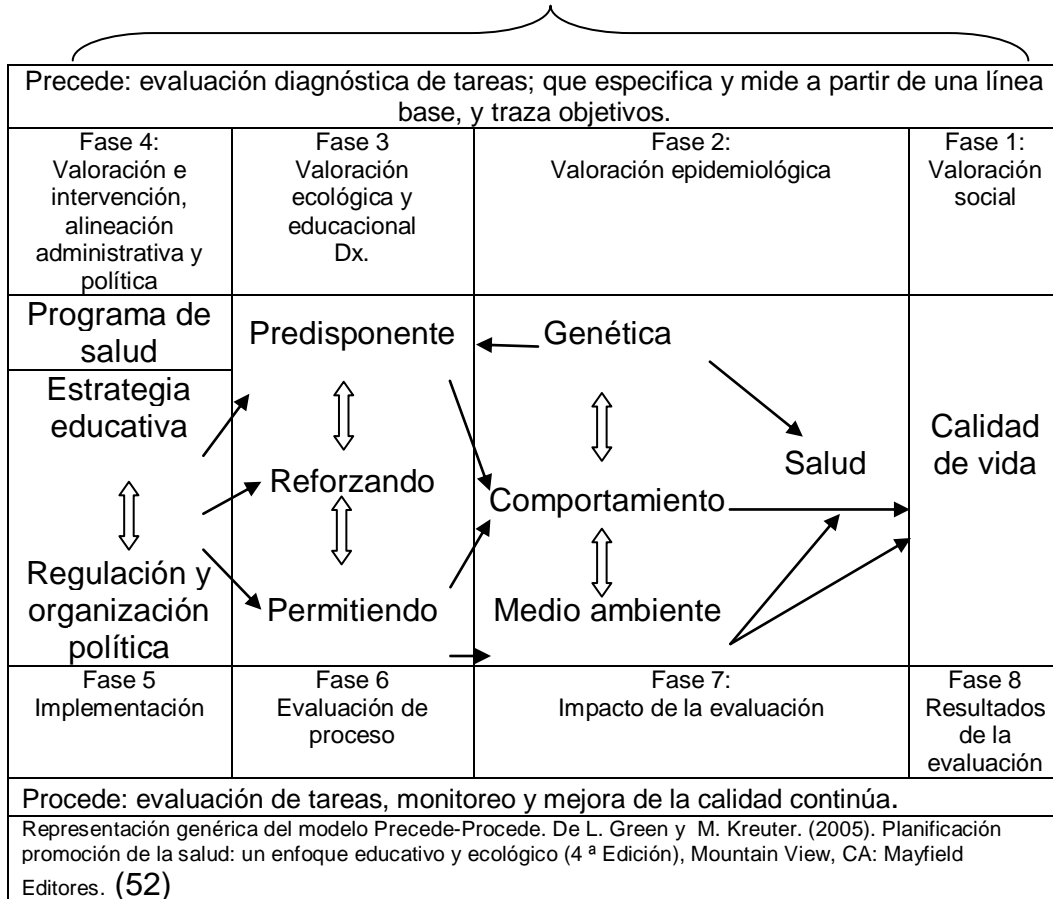 Precede: evaluación diagnóstica de tareas; que especifica y mide a partir de una línea
base, y traza objetivos.
Fase 4:
Valoración e
intervención,
alineación
administrativa y
política
Fase 3
Valoración
ecológica y
educacional
Dx.
Fase 2:
Valoración epidemiológica
Fase 1:
Valoración
social
Programa de
salud
Estrategia
educativa
Regulación y
organización
política
Predisponente
Reforzando
Permitiendo
Genética
Comportamiento
Medio ambiente
Salud
Calidad
de vida
Fase 5
Implementación
Fase 6
Evaluación de
proceso
Fase 7:
Impacto de la evaluación
Fase 8
Resultados
de la
evaluación
Procede: evaluación de tareas, monitoreo y mejora de la calidad continúa.
Representación genérica del modelo Precede-Procede. De L. Green y M. Kreuter. (2005). Planificación
promoción de la salud: un enfoque educativo y ecológico (4 ª Edición), Mountain View, CA: Mayfield
Editores. (52)